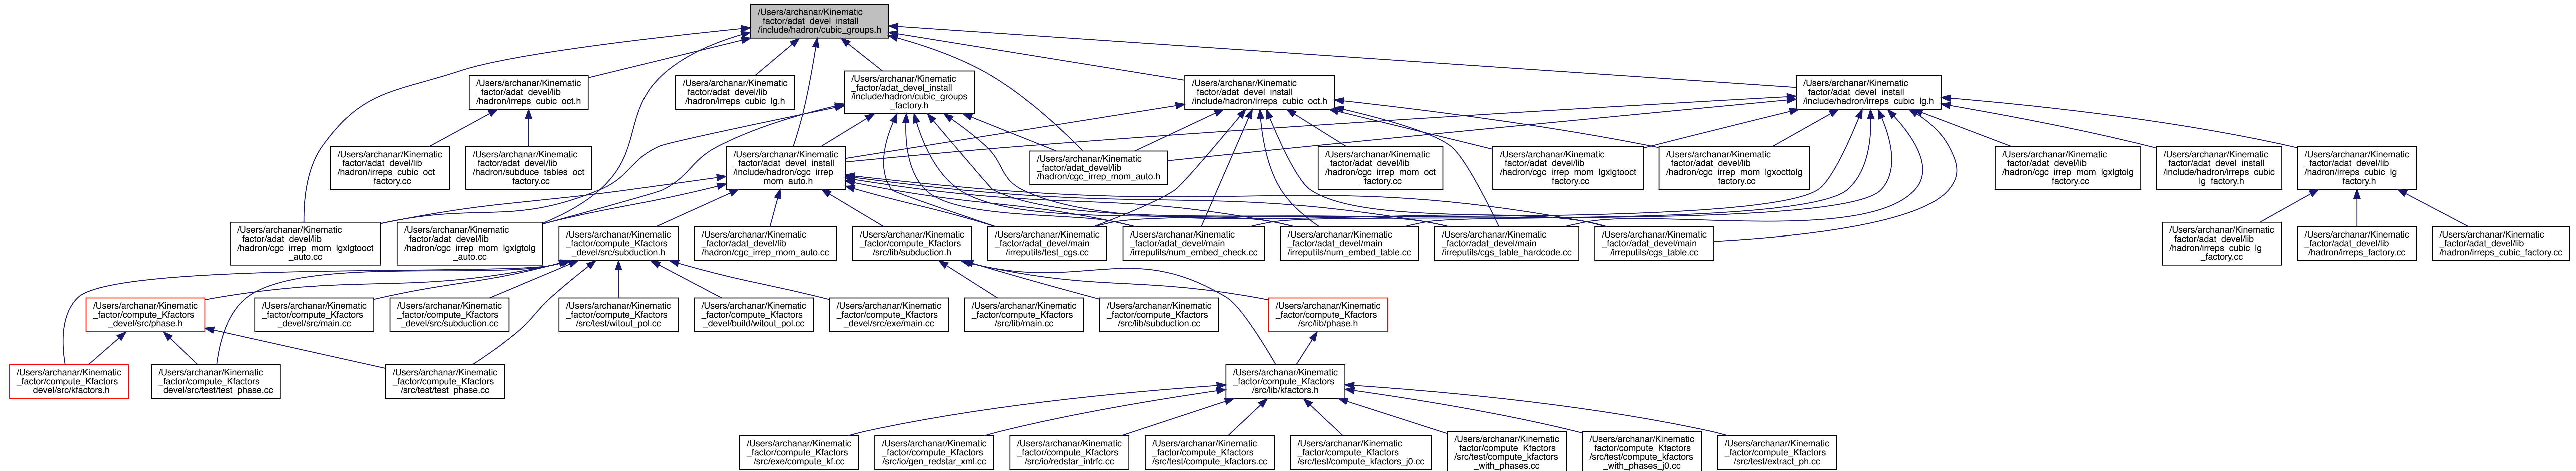 /Users/archanar/Kinematic
_factor/adat_devel_install
/include/hadron/cubic_groups.h
/Users/archanar/Kinematic
_factor/adat_devel/lib
/hadron/irreps_cubic_oct.h
/Users/archanar/Kinematic
_factor/adat_devel/lib
/hadron/irreps_cubic_lg.h
/Users/archanar/Kinematic
_factor/adat_devel_install
/include/hadron/cubic_groups
_factory.h
/Users/archanar/Kinematic
_factor/adat_devel_install
/include/hadron/irreps_cubic_oct.h
/Users/archanar/Kinematic
_factor/adat_devel_install
/include/hadron/irreps_cubic_lg.h
/Users/archanar/Kinematic
_factor/adat_devel/lib
/hadron/irreps_cubic_oct
_factory.cc
/Users/archanar/Kinematic
_factor/adat_devel/lib
/hadron/subduce_tables_oct
_factory.cc
/Users/archanar/Kinematic
_factor/adat_devel_install
/include/hadron/cgc_irrep
_mom_auto.h
/Users/archanar/Kinematic
_factor/adat_devel/lib
/hadron/cgc_irrep_mom_auto.h
/Users/archanar/Kinematic
_factor/adat_devel/lib
/hadron/cgc_irrep_mom_oct
_factory.cc
/Users/archanar/Kinematic
_factor/adat_devel/lib
/hadron/cgc_irrep_mom_lgxlgtooct
_factory.cc
/Users/archanar/Kinematic
_factor/adat_devel/lib
/hadron/cgc_irrep_mom_lgxocttolg
_factory.cc
/Users/archanar/Kinematic
_factor/adat_devel/lib
/hadron/cgc_irrep_mom_lgxlgtolg
_factory.cc
/Users/archanar/Kinematic
_factor/adat_devel_install
/include/hadron/irreps_cubic
_lg_factory.h
/Users/archanar/Kinematic
_factor/adat_devel/lib
/hadron/irreps_cubic_lg
_factory.h
/Users/archanar/Kinematic
_factor/adat_devel/lib
/hadron/cgc_irrep_mom_lgxlgtooct
_auto.cc
/Users/archanar/Kinematic
_factor/adat_devel/lib
/hadron/cgc_irrep_mom_lgxlgtolg
_auto.cc
/Users/archanar/Kinematic
_factor/compute_Kfactors
_devel/src/subduction.h
/Users/archanar/Kinematic
_factor/adat_devel/lib
/hadron/cgc_irrep_mom_auto.cc
/Users/archanar/Kinematic
_factor/compute_Kfactors
/src/lib/subduction.h
/Users/archanar/Kinematic
_factor/adat_devel/main
/irreputils/test_cgs.cc
/Users/archanar/Kinematic
_factor/adat_devel/main
/irreputils/num_embed_check.cc
/Users/archanar/Kinematic
_factor/adat_devel/main
/irreputils/num_embed_table.cc
/Users/archanar/Kinematic
_factor/adat_devel/main
/irreputils/cgs_table_hardcode.cc
/Users/archanar/Kinematic
_factor/adat_devel/main
/irreputils/cgs_table.cc
/Users/archanar/Kinematic
_factor/adat_devel/lib
/hadron/irreps_cubic_lg
_factory.cc
/Users/archanar/Kinematic
_factor/adat_devel/lib
/hadron/irreps_factory.cc
/Users/archanar/Kinematic
_factor/adat_devel/lib
/hadron/irreps_cubic_factory.cc
/Users/archanar/Kinematic
_factor/compute_Kfactors
_devel/src/phase.h
/Users/archanar/Kinematic
_factor/compute_Kfactors
_devel/src/main.cc
/Users/archanar/Kinematic
_factor/compute_Kfactors
_devel/src/subduction.cc
/Users/archanar/Kinematic
_factor/compute_Kfactors
/src/test/witout_pol.cc
/Users/archanar/Kinematic
_factor/compute_Kfactors
_devel/build/witout_pol.cc
/Users/archanar/Kinematic
_factor/compute_Kfactors
_devel/src/exe/main.cc
/Users/archanar/Kinematic
_factor/compute_Kfactors
/src/lib/main.cc
/Users/archanar/Kinematic
_factor/compute_Kfactors
/src/lib/subduction.cc
/Users/archanar/Kinematic
_factor/compute_Kfactors
/src/lib/phase.h
/Users/archanar/Kinematic
_factor/compute_Kfactors
_devel/src/kfactors.h
/Users/archanar/Kinematic
_factor/compute_Kfactors
_devel/src/test/test_phase.cc
/Users/archanar/Kinematic
_factor/compute_Kfactors
/src/test/test_phase.cc
/Users/archanar/Kinematic
_factor/compute_Kfactors
/src/lib/kfactors.h
/Users/archanar/Kinematic
_factor/compute_Kfactors
/src/exe/compute_kf.cc
/Users/archanar/Kinematic
_factor/compute_Kfactors
/src/io/gen_redstar_xml.cc
/Users/archanar/Kinematic
_factor/compute_Kfactors
/src/io/redstar_intrfc.cc
/Users/archanar/Kinematic
_factor/compute_Kfactors
/src/test/compute_kfactors.cc
/Users/archanar/Kinematic
_factor/compute_Kfactors
/src/test/compute_kfactors_j0.cc
/Users/archanar/Kinematic
_factor/compute_Kfactors
/src/test/compute_kfactors
_with_phases.cc
/Users/archanar/Kinematic
_factor/compute_Kfactors
/src/test/compute_kfactors
_with_phases_j0.cc
/Users/archanar/Kinematic
_factor/compute_Kfactors
/src/test/extract_ph.cc